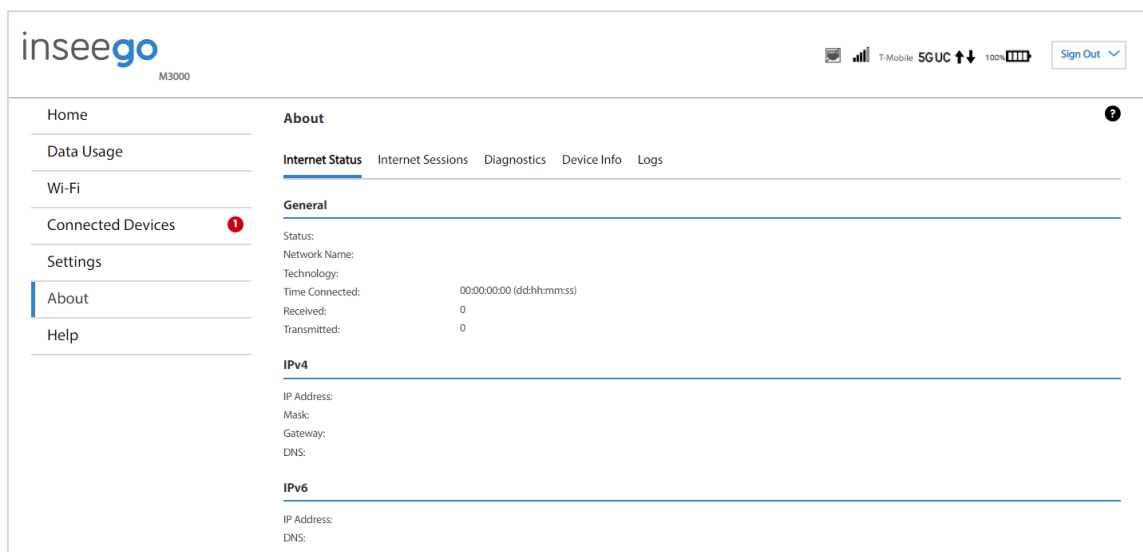 inseego
M3000
T-Mobile 5G UC 100%
Sign Out
Home
Data Usage
Wi-Fi
Connected Devices 1
Settings
About
Help
About ?
Internet Status Internet Sessions Diagnostics Device Info Logs
General
Status:
Network Name:
Technology:
Time Connected: 00:00:00:00 (dd:hh:mm:ss)
Received: 0
Transmitted: 0
IPv4
IP Address:
Mask:
Gateway:
DNS:
IPv6
IP Address:
DNS: